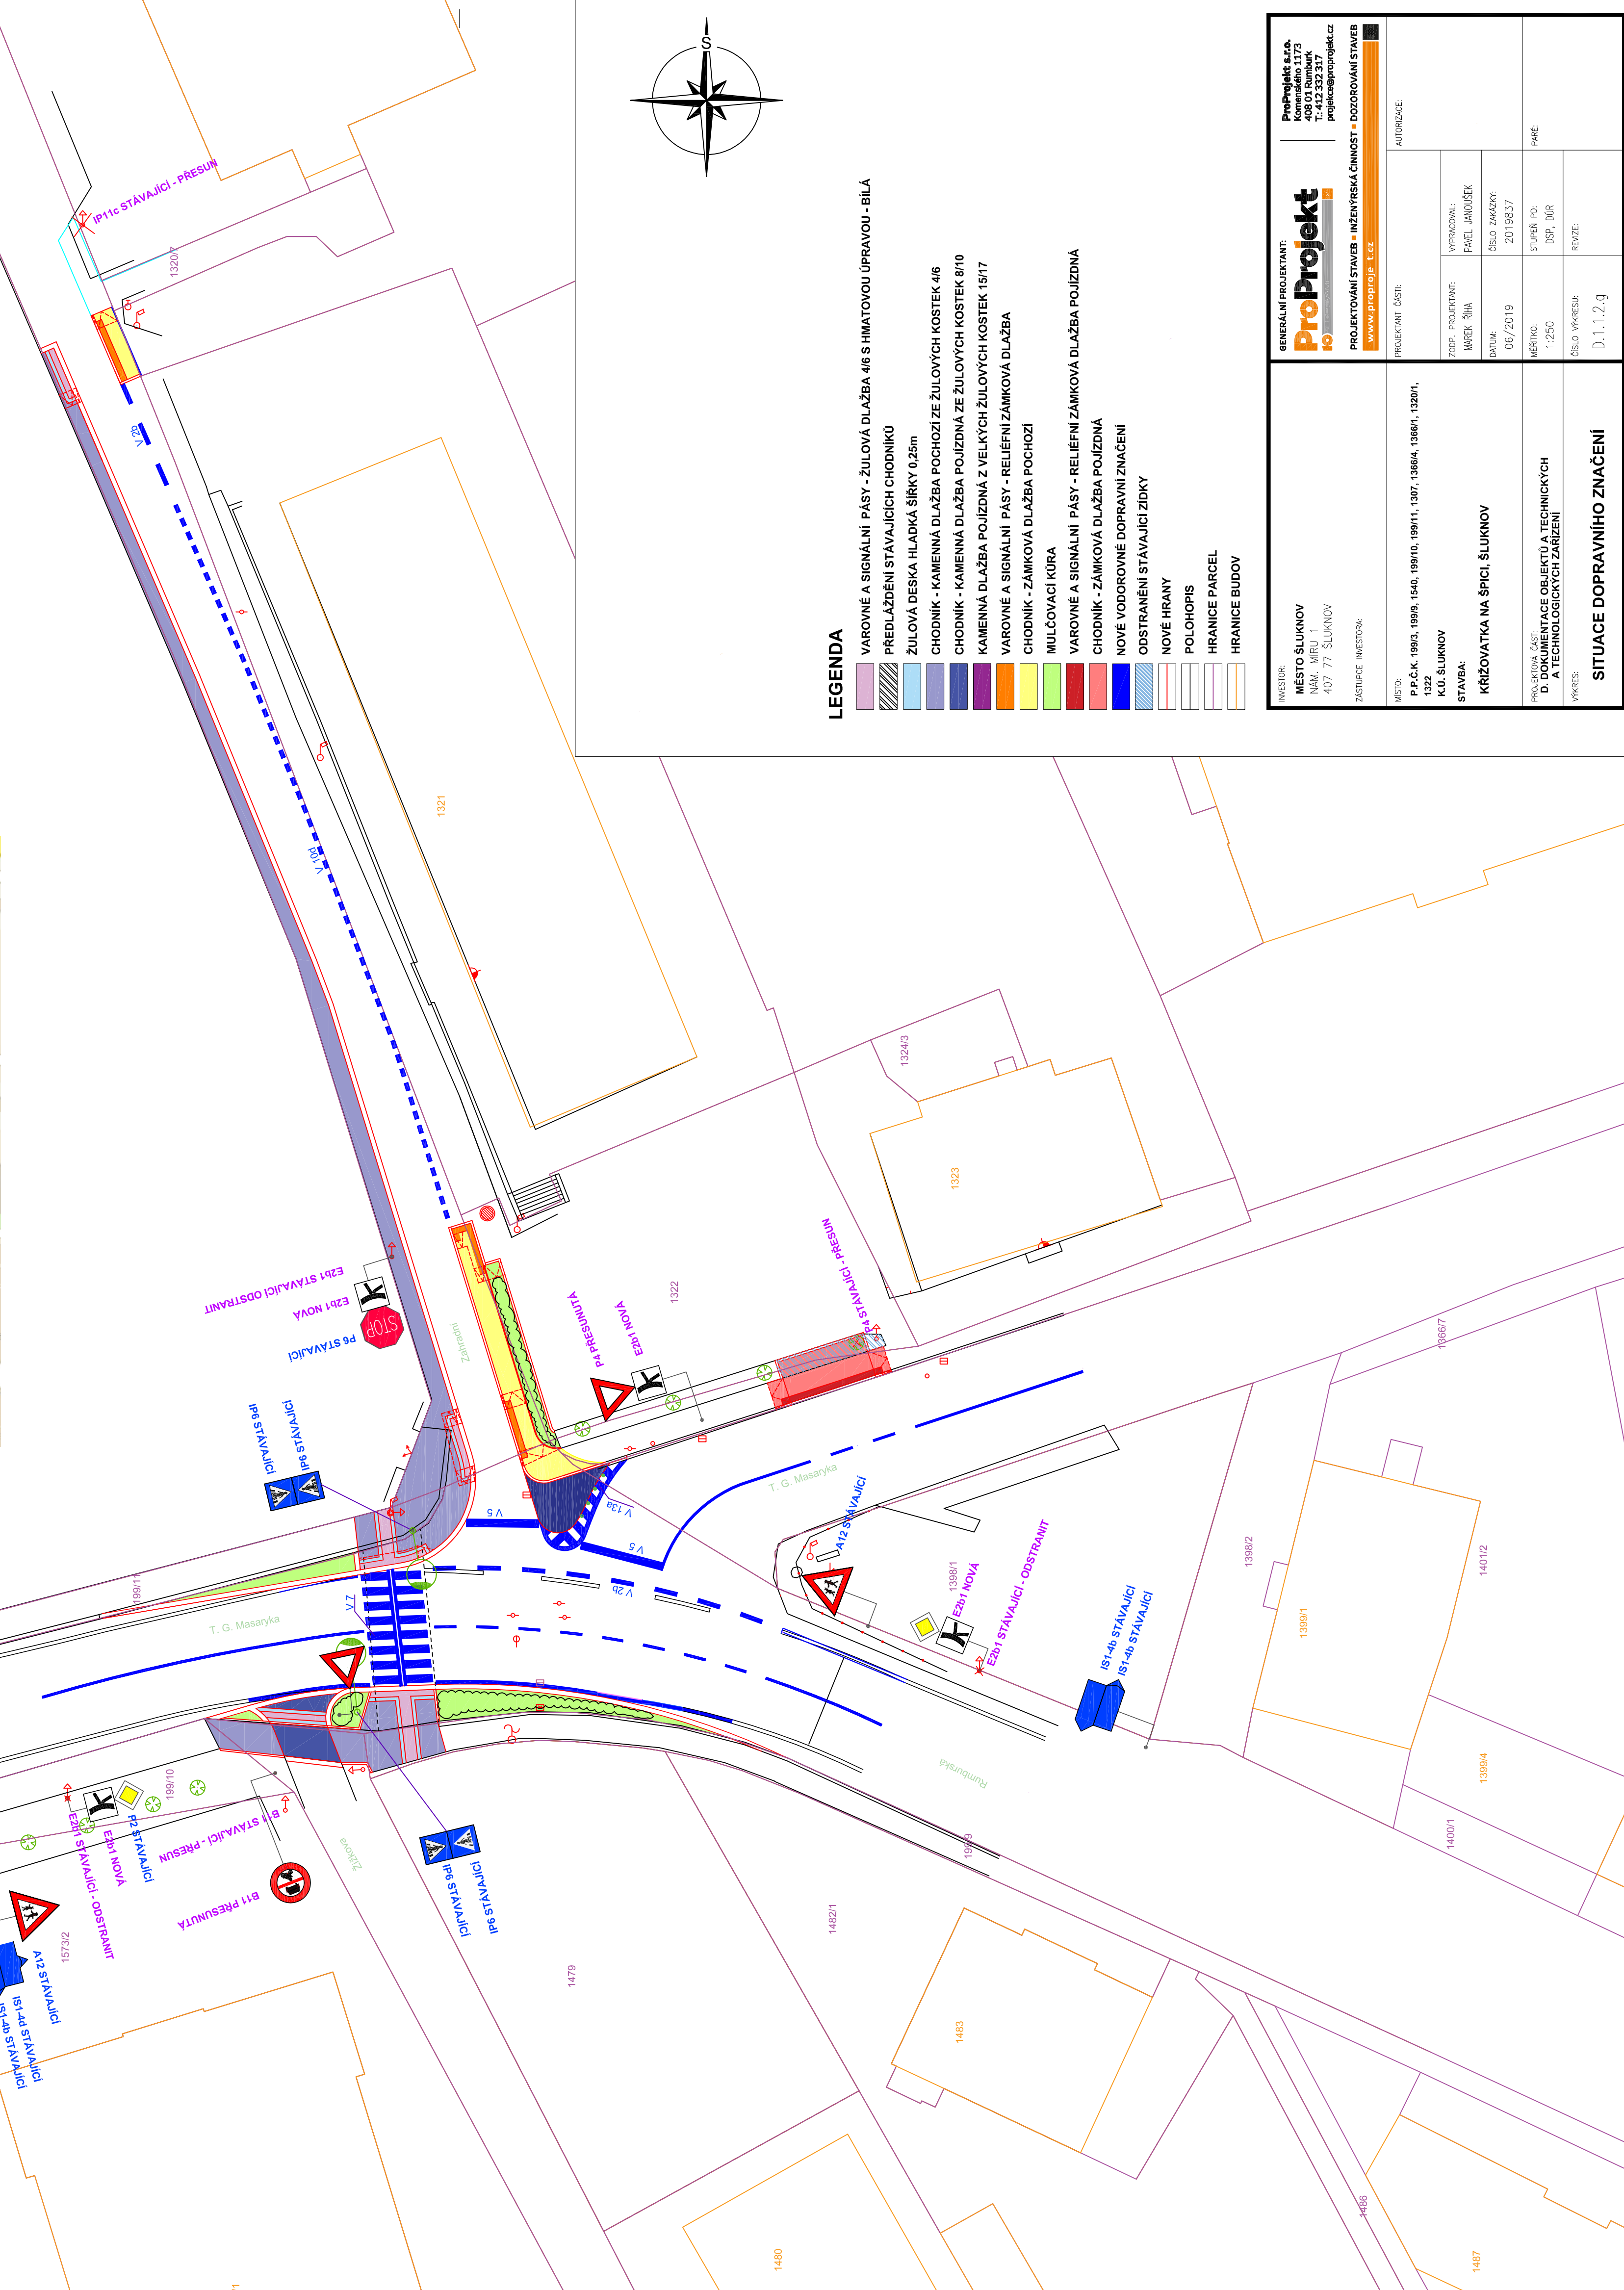 S
IP11c STÁVAJÍCÍ - PŘESUN
1320/7
V 2b
V 10d
1321
1324/3
1323
1322
Zahradní
E2b1 STÁVAJÍCÍ ODSTRANIT
E2b1 NOVÁ
P6 STÁVAJÍCÍ
STOP
IP6 STÁVAJÍCÍ
IP6 STÁVAJÍCÍ
P4 PŘESUNUTÁ
E2b1 NOVÁ
P4 STÁVAJÍCÍ - PŘESUN
V 5
V 13a
V 5
V 2b
V 7
T. G. Masaryka
T. G. Masaryka
199/11
A12 STÁVAJÍCÍ
1398/1
E2b1 NOVÁ
E2b1 STÁVAJÍCÍ - ODSTRANIT
IS1-4b STÁVAJÍCÍ
IS1-4b STÁVAJÍCÍ
1366/7
1398/2
1401/2
1399/1
1399/4
1400/1
Rumburská
199/9
199/10
E2b1 STÁVAJÍCÍ - ODSTRANIT
E2b1 NOVÁ
P2 STÁVAJÍCÍ
B11 STÁVAJÍCÍ - PŘESUN
B11 PŘESUNUTÁ
Žižkova
IP6 STÁVAJÍCÍ
IP6 STÁVAJÍCÍ
A12 STÁVAJÍCÍ
IS1-4d STÁVAJÍCÍ
IS1-4b STÁVAJÍCÍ
1573/2
1479
1482/1
1483
1480
1486
1487
LEGENDA
VAROVNÉ A SIGNÁLNÍ PÁSY - ŽULOVÁ DLAŽBA 4/6 S HMATOVOU ÚPRAVOU - BÍLÁ
PŘEDLÁŽDĚNÍ STÁVAJÍCÍCH CHODNÍKŮ
ŽULOVÁ DESKA HLADKÁ ŠÍŘKY 0,25m
CHODNÍK - KAMENNÁ DLAŽBA POCHOZÍ ZE ŽULOVÝCH KOSTEK 4/6
CHODNÍK - KAMENNÁ DLAŽBA POJÍZDNÁ ZE ŽULOVÝCH KOSTEK 8/10
KAMENNÁ DLAŽBA POJÍZDNÁ Z VELKÝCH ŽULOVÝCH KOSTEK 15/17
VAROVNÉ A SIGNÁLNÍ PÁSY - RELIÉFNÍ ZÁMKOVÁ DLAŽBA
CHODNÍK - ZÁMKOVÁ DLAŽBA POCHOZÍ
MULČOVACÍ KŮRA
VAROVNÉ A SIGNÁLNÍ PÁSY - RELIÉFNÍ ZÁMKOVÁ DLAŽBA POJÍZDNÁ
CHODNÍK - ZÁMKOVÁ DLAŽBA POJÍZDNÁ
NOVÉ VODOROVNÉ DOPRAVNÍ ZNAČENÍ
ODSTRANĚNÍ STÁVAJÍCÍ ZÍDKY
NOVÉ HRANY
POLOHOPIS
HRANICE PARCEL
HRANICE BUDOV
INVESTOR:
MĚSTO ŠLUKNOV
NÁM. MÍRU 1
407 77 ŠLUKNOV
ZÁSTUPCE INVESTORA:
GENERÁLNÍ PROJEKTANT:
ProProjekt
ProProjekt s.r.o.
Komenského 1173
408 01 Rumburk
T.: 412 332 317
projekce@proprojekt.cz
PROJEKTOVÁNÍ STAVEB ■ INŽENÝRSKÁ ČINNOST ■ DOZOROVÁNÍ STAVEB
www.proproje t.cz
MÍSTO:
P.P.Č.K. 199/3, 199/9, 1540, 199/10, 199/11, 1307, 1366/4, 1366/1, 1320/1,
1322
K.Ú. ŠLUKNOV
STAVBA:
KŘIŽOVATKA NA ŠPICI, ŠLUKNOV
PROJEKTANT ČÁSTI:
AUTORIZACE:
ZODP. PROJEKTANT:
MAREK ŘÍHA
VYPRACOVAL:
PAVEL JANOUŠEK
DATUM:
06/2019
ČÍSLO ZAKÁZKY:
2019837
PROJEKTOVÁ ČÁST:
D. DOKUMENTACE OBJEKTŮ A TECHNICKÝCH
A TECHNOLOGICKÝCH ZAŘÍZENÍ
MĚŘÍTKO:
1:250
STUPEŇ PD:
DSP, DÚR
PARÉ:
VÝKRES:
SITUACE DOPRAVNÍHO ZNAČENÍ
ČÍSLO VÝKRESU:
D.1.1.2.g
REVIZE: